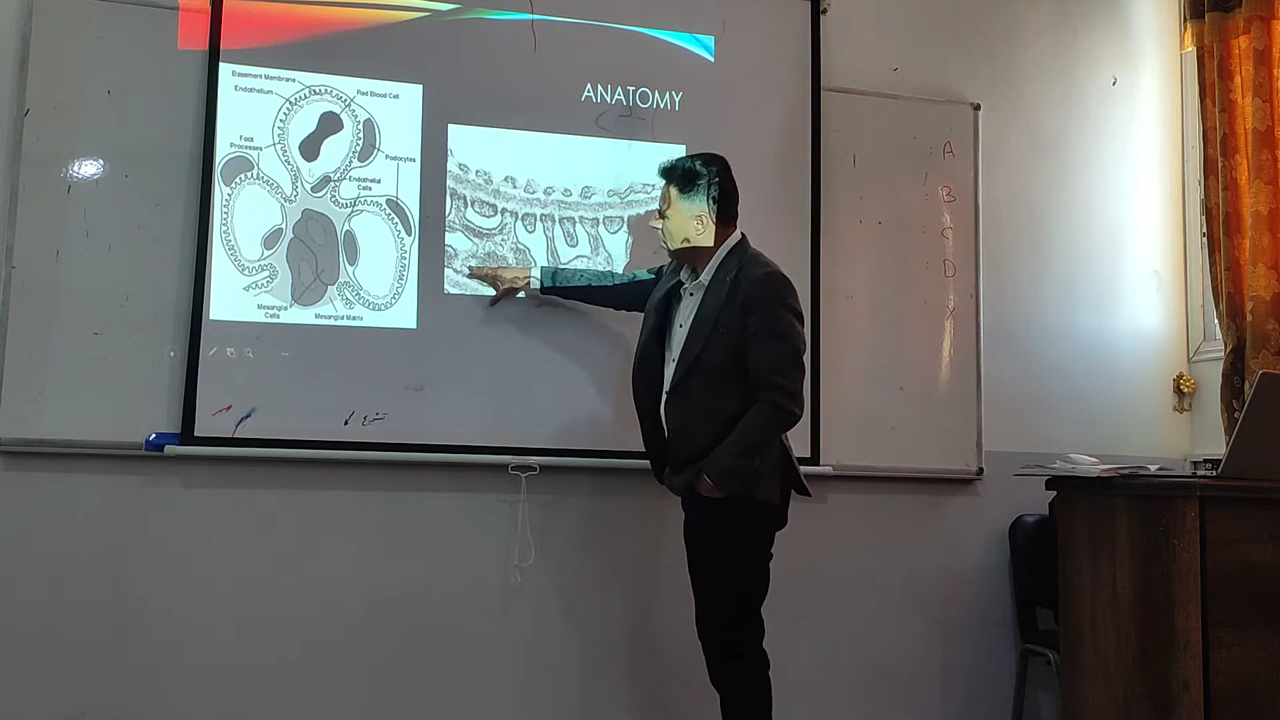 ANATOMY
Basement Membrane
Endothelium
Red Blood Cell
Foot
Processes
Podocytes
Endothelial
Cells
Mesangial
Cells
Mesangial Matrix
: A
: B
: C
: D